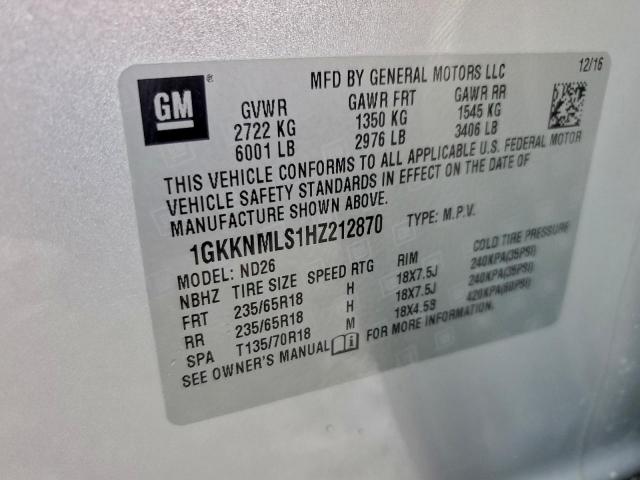 MFD BY GENERAL MOTORS LLC 12/16
GM ®
GVWR GAWR FRT GAWR RR
2722 KG 1350 KG 1545 KG
6001 LB 2976 LB 3406 LB
THIS VEHICLE CONFORMS TO ALL APPLICABLE U.S. FEDERAL MOTOR
VEHICLE SAFETY STANDARDS IN EFFECT ON THE DATE OF
MANUFACTURE SHOWN ABOVE.
1GKKNMLS1HZ212870 TYPE: M.P.V.
MODEL: ND26
NBHZ TIRE SIZE SPEED RTG RIM COLD TIRE PRESSURE
FRT 235/65R18 H 18X7.5J 240KPA(35PSI)
RR 235/65R18 H 18X7.5J 240KPA(35PSI)
SPA T135/70R18 M 18X4.5B 420KPA(60PSI)
SEE OWNER'S MANUAL FOR MORE INFORMATION.